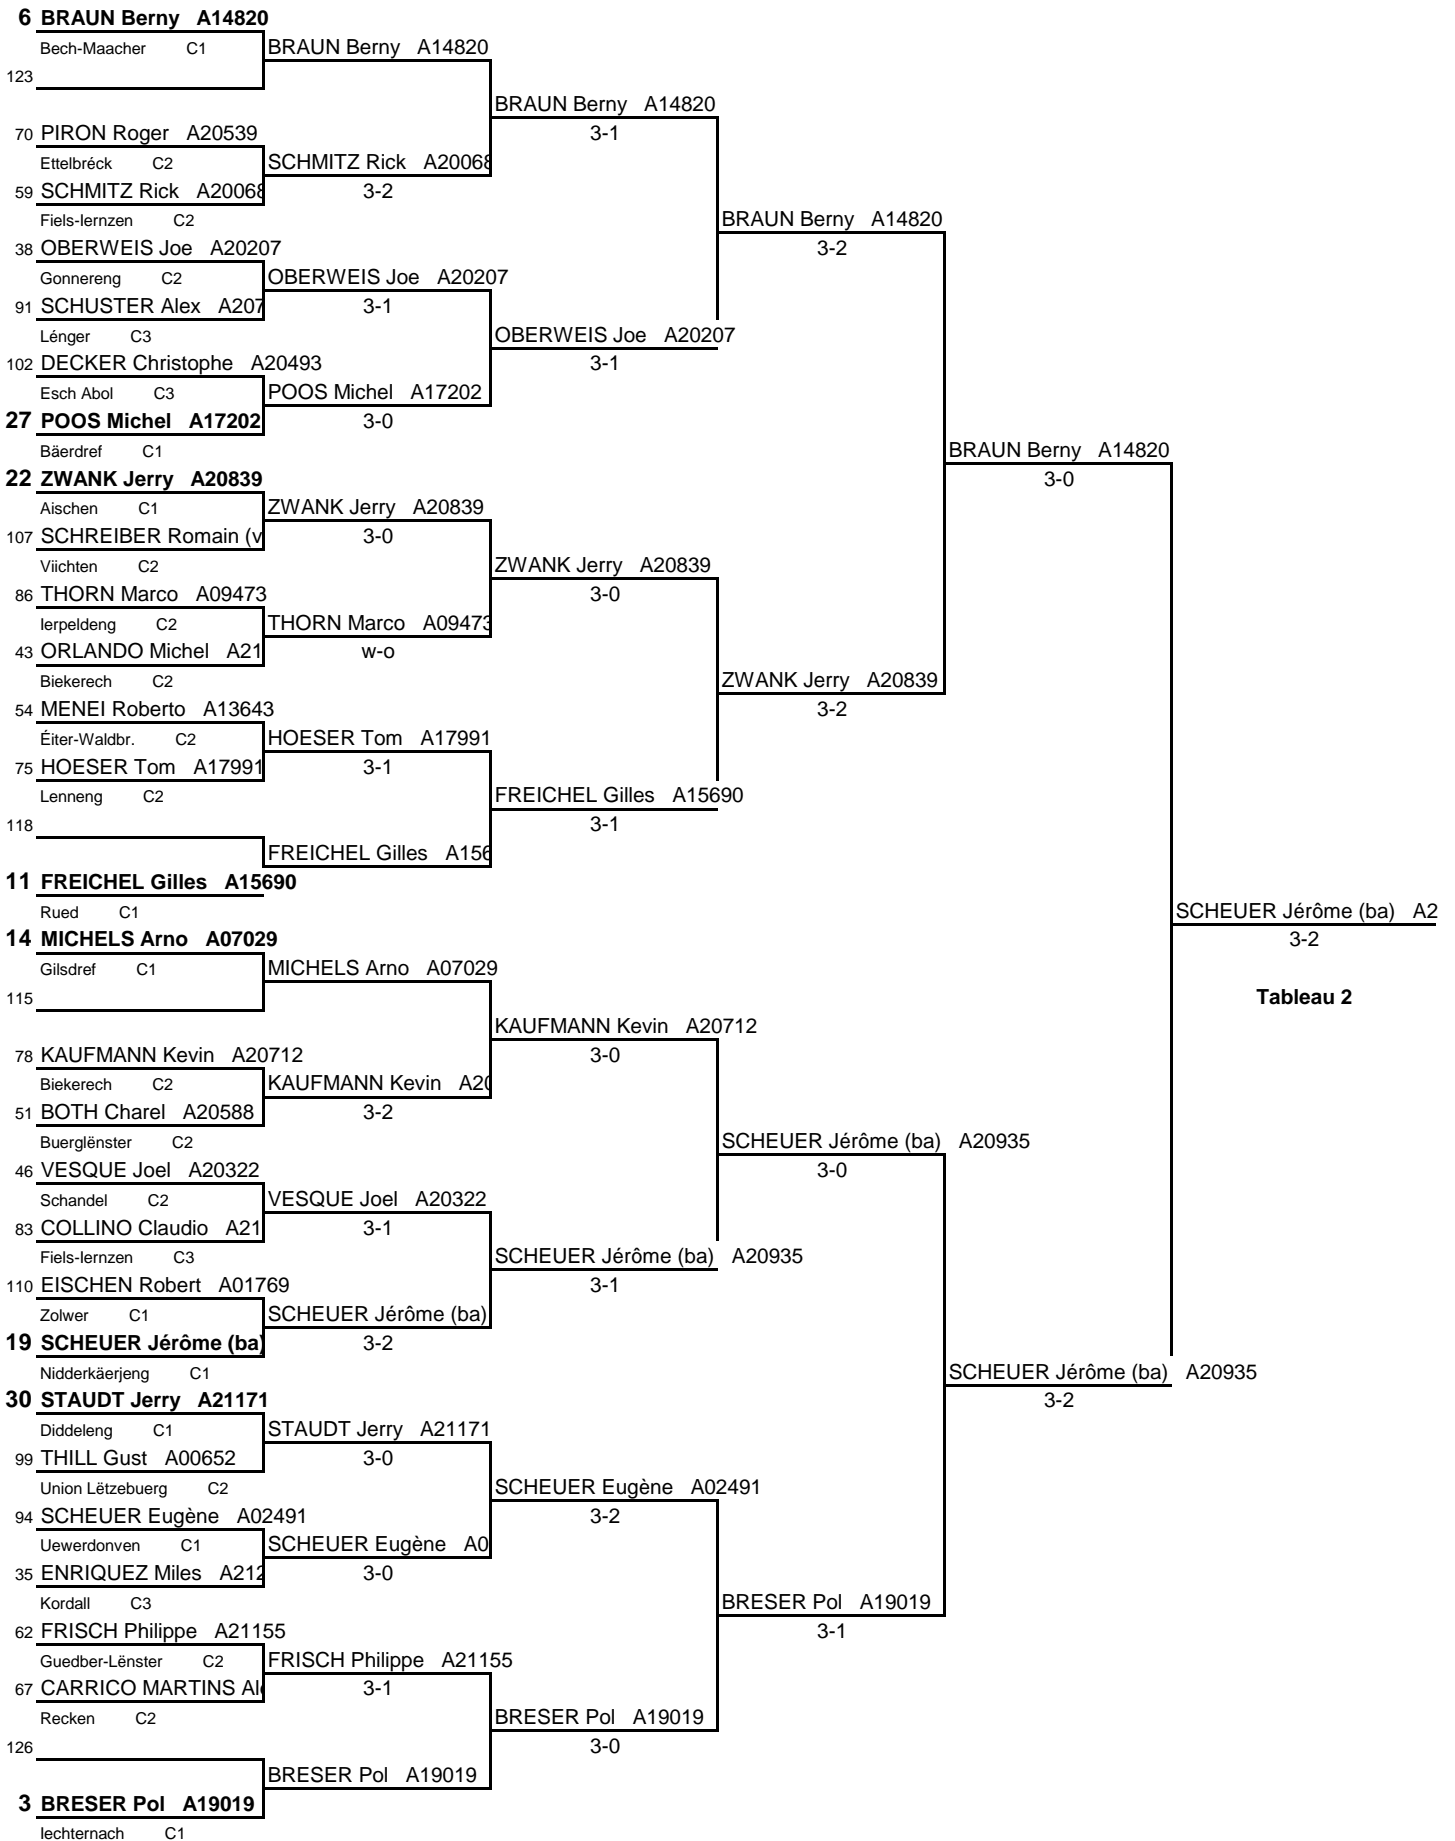 6 BRAUN Berny A14820
Bech-Maacher C1 BRAUN Berny A14820
123
BRAUN Berny A14820
70 PIRON Roger A20539 3-1
Ettelbréck C2 SCHMITZ Rick A20068
59 SCHMITZ Rick A20068 3-2
Fiels-Iernzen C2 BRAUN Berny A14820
38 OBERWEIS Joe A20207 3-2
Gonnereng C2 OBERWEIS Joe A20207
91 SCHUSTER Alex A207 3-1
Lénger C3 OBERWEIS Joe A20207
102 DECKER Christophe A20493 3-1
Esch Abol C3 POOS Michel A17202
27 POOS Michel A17202 3-0
Bäerdref C1 BRAUN Berny A14820
22 ZWANK Jerry A20839 3-0
Aischen C1 ZWANK Jerry A20839
107 SCHREIBER Romain (v 3-0
Viichten C2 ZWANK Jerry A20839
86 THORN Marco A09473 3-0
Ierpeldeng C2 THORN Marco A09473
43 ORLANDO Michel A21 w-o
Biekerech C2 ZWANK Jerry A20839
54 MENEI Roberto A13643 3-2
Éiter-Waldbr. C2 HOESER Tom A17991
75 HOESER Tom A17991 3-1
Lenneng C2 FREICHEL Gilles A15690
118 3-1
FREICHEL Gilles A156
11 FREICHEL Gilles A15690
Rued C1 SCHEUER Jérôme (ba) A2
14 MICHELS Arno A07029 3-2
Gilsdref C1 MICHELS Arno A07029
115 Tableau 2
KAUFMANN Kevin A20712
78 KAUFMANN Kevin A20712 3-0
Biekerech C2 KAUFMANN Kevin A20
51 BOTH Charel A20588 3-2
Buerglënster C2 SCHEUER Jérôme (ba) A20935
46 VESQUE Joel A20322 3-0
Schandel C2 VESQUE Joel A20322
83 COLLINO Claudio A21 3-1
Fiels-Iernzen C3 SCHEUER Jérôme (ba) A20935
110 EISCHEN Robert A01769 3-1
Zolwer C1 SCHEUER Jérôme (ba)
19 SCHEUER Jérôme (ba) 3-2
Nidderkäerjeng C1 SCHEUER Jérôme (ba) A20935
30 STAUDT Jerry A21171 3-2
Diddeleng C1 STAUDT Jerry A21171
99 THILL Gust A00652 3-0
Union Lëtzebuerg C2 SCHEUER Eugène A02491
94 SCHEUER Eugène A02491 3-2
Uewerdonven C1 SCHEUER Eugène A0
35 ENRIQUEZ Miles A212 3-0
Kordall C3 BRESER Pol A19019
62 FRISCH Philippe A21155 3-1
Guedber-Lënster C2 FRISCH Philippe A21155
67 CARRICO MARTINS Al 3-1
Recken C2 BRESER Pol A19019
126 3-0
BRESER Pol A19019
3 BRESER Pol A19019
Iechternach C1